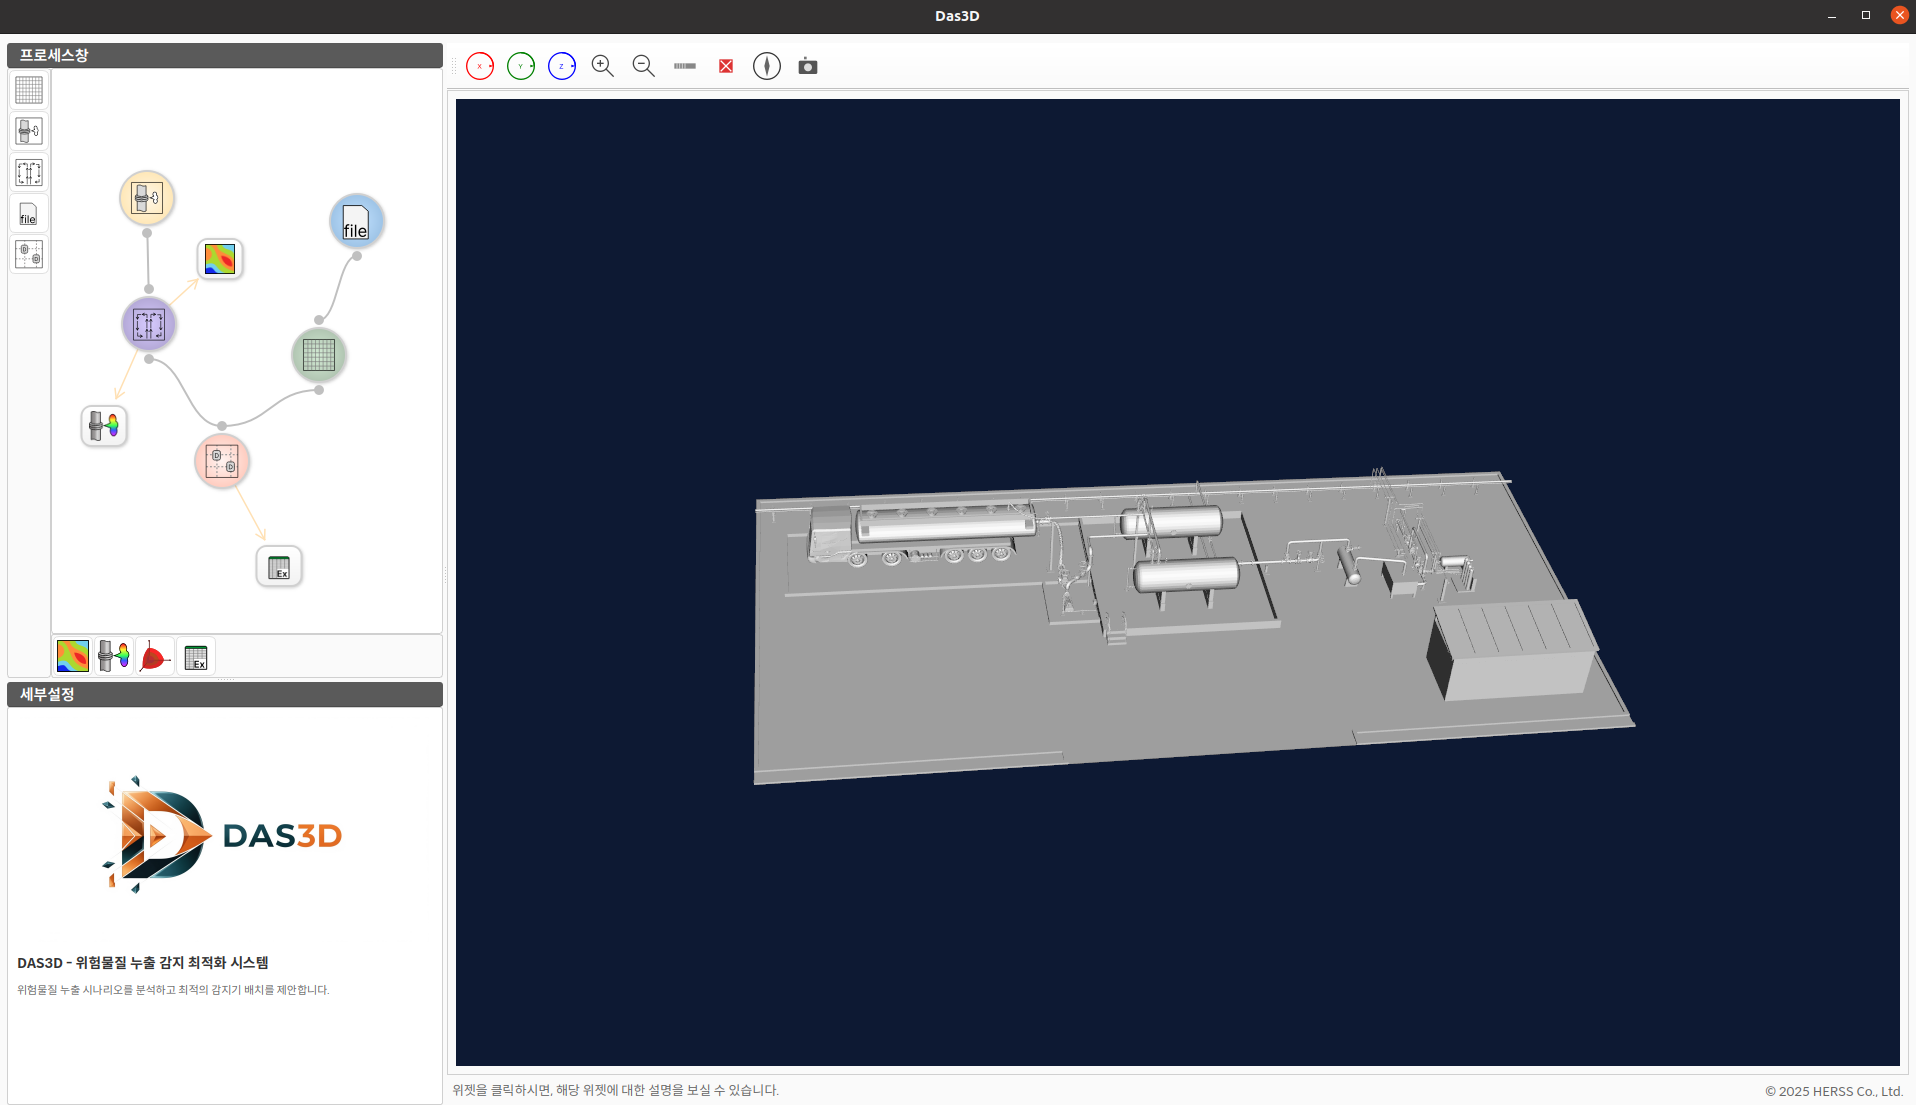 Das3D
프로세스창
X
Y
Z
file
file
D
D
D
D
Ex
Ex
세부설정
DAS3D
DAS3D - 위험물질 누출 감지 최적화 시스템
위험물질 누출 시나리오를 분석하고 최적의 감지기 배치를 제안합니다.
위젯을 클릭하시면, 해당 위젯에 대한 설명을 보실 수 있습니다.
© 2025 HERSS Co., Ltd.